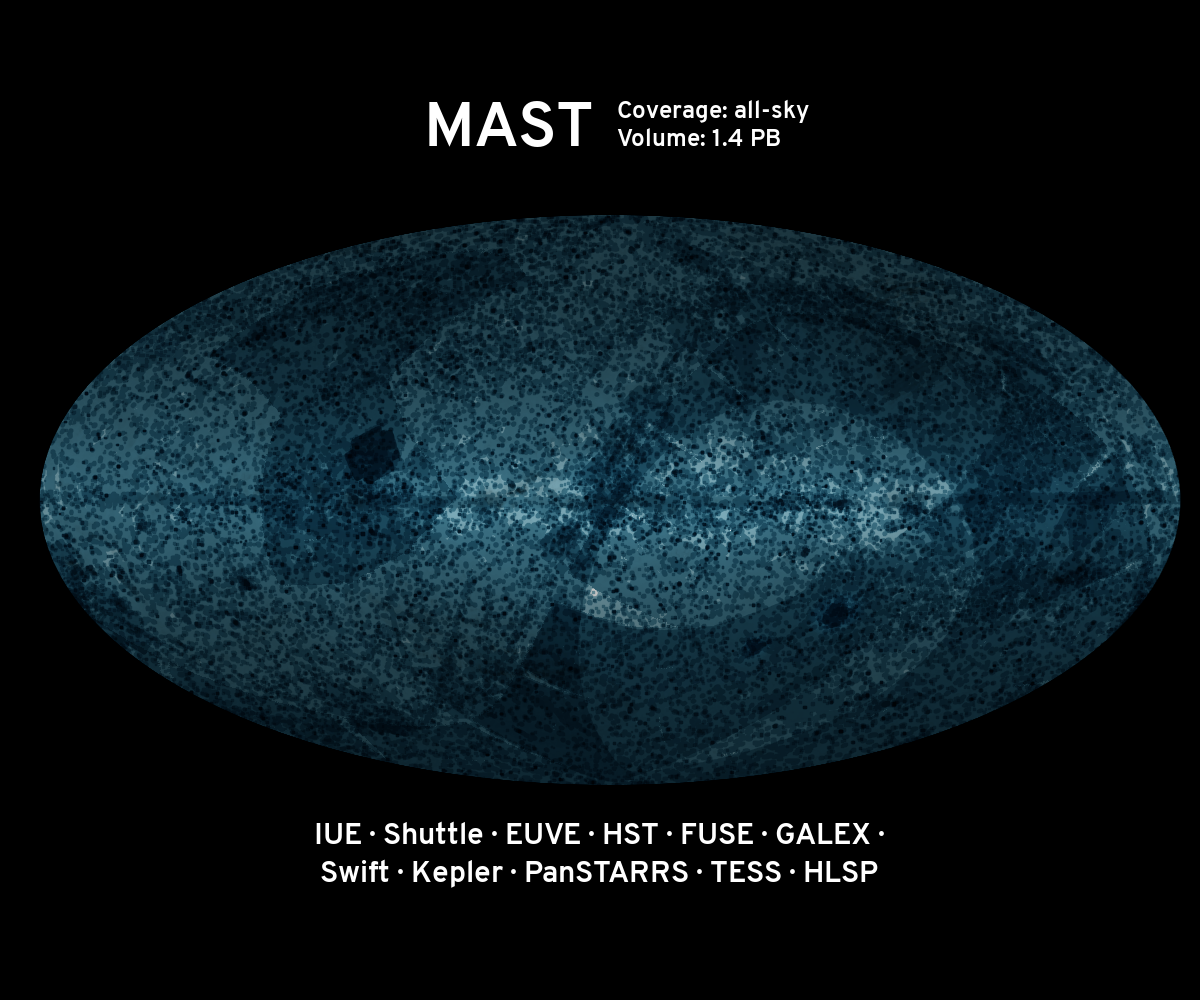 MAST
Coverage: all-sky
Volume: 1.4 PB
IUE · Shuttle · EUVE · HST · FUSE · GALEX ·
Swift · Kepler · PanSTARRS · TESS · HLSP